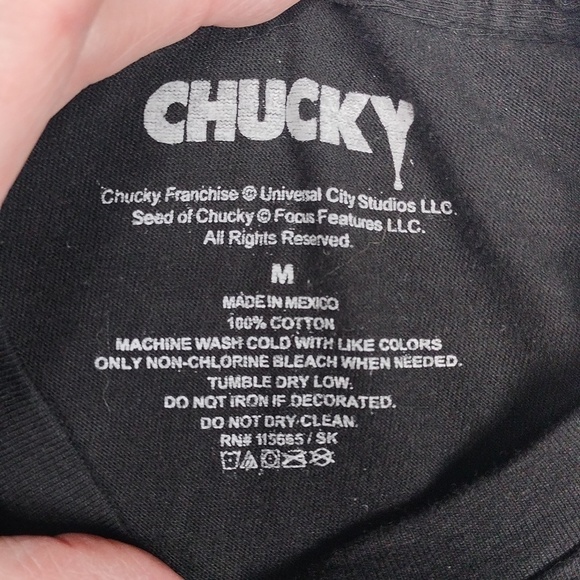 CHUCKY
Chucky Franchise © Universal City Studios LLC.
Seed of Chucky © Focus Features LLC.
All Rights Reserved.
M
MADE IN MEXICO
100% COTTON
MACHINE WASH COLD WITH LIKE COLORS
ONLY NON-CHLORINE BLEACH WHEN NEEDED.
TUMBLE DRY LOW.
DO NOT IRON IF DECORATED.
DO NOT DRY CLEAN.
RN# 115665 / SK